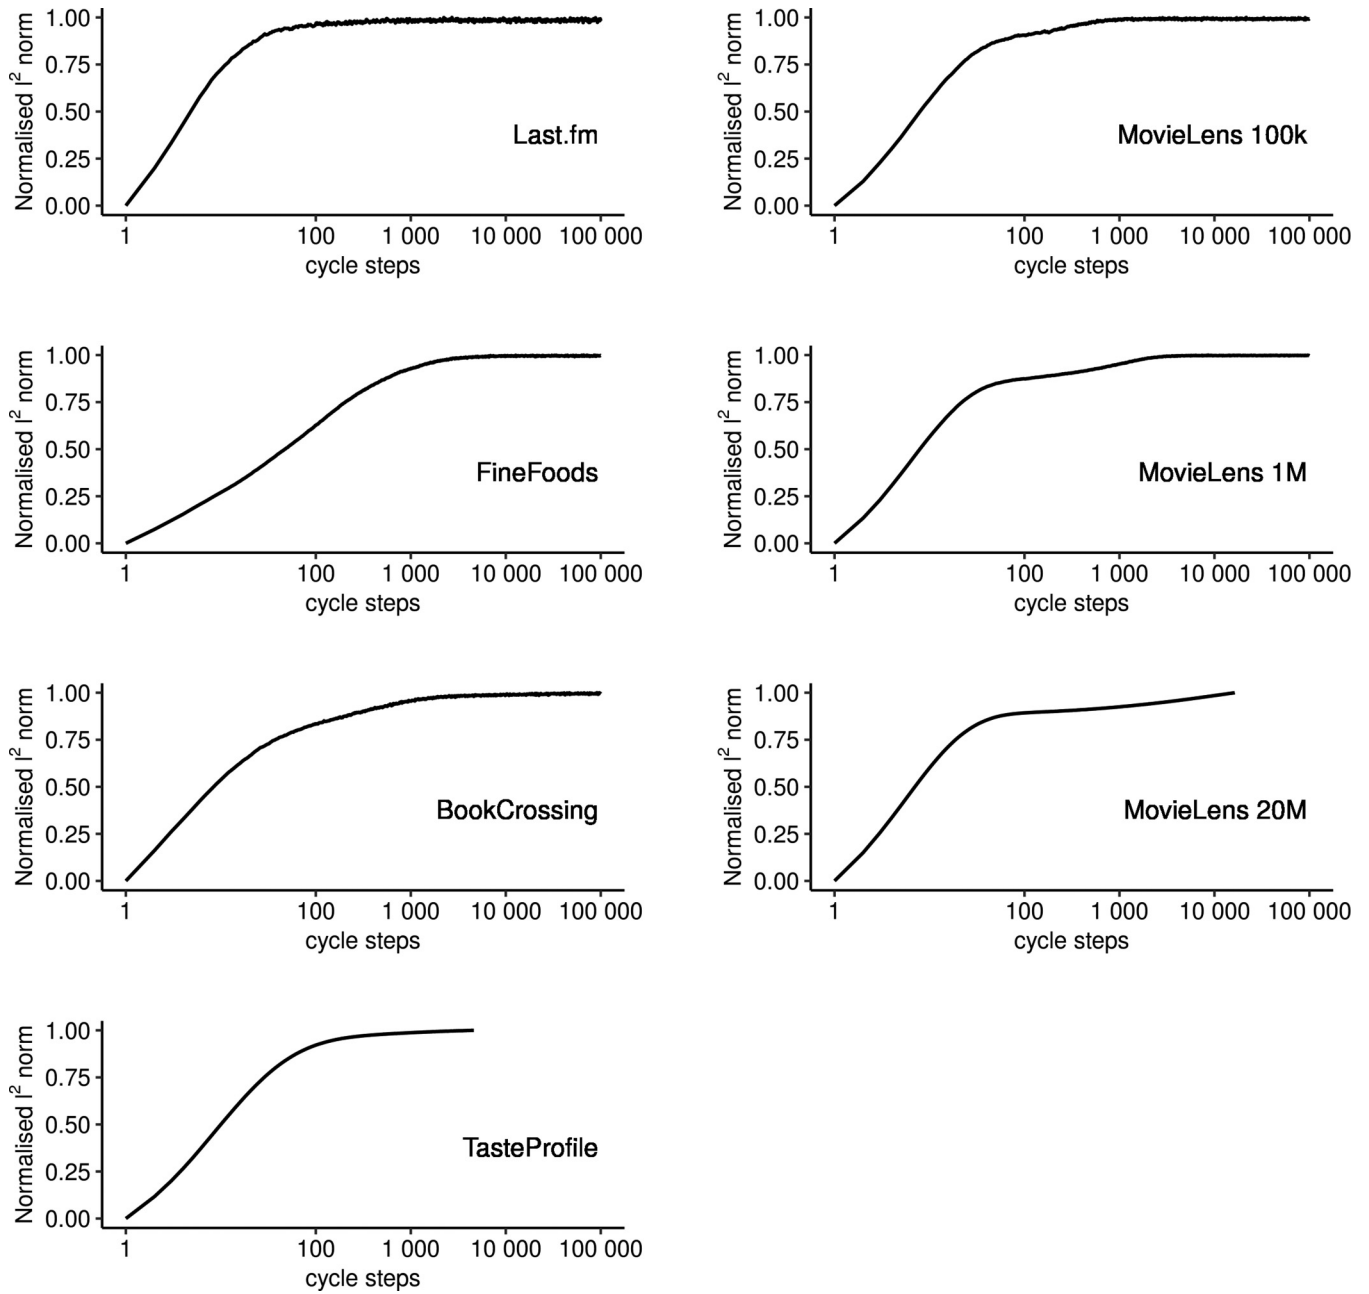 Normalised l² norm
1.00
0.75
0.50
0.25
0.00
Last.fm
1 100 1 000 10 000 100 000
cycle steps
Normalised l² norm
1.00
0.75
0.50
0.25
0.00
MovieLens 100k
1 100 1 000 10 000 100 000
cycle steps
Normalised l² norm
1.00
0.75
0.50
0.25
0.00
FineFoods
1 100 1 000 10 000 100 000
cycle steps
Normalised l² norm
1.00
0.75
0.50
0.25
0.00
MovieLens 1M
1 100 1 000 10 000 100 000
cycle steps
Normalised l² norm
1.00
0.75
0.50
0.25
0.00
BookCrossing
1 100 1 000 10 000 100 000
cycle steps
Normalised l² norm
1.00
0.75
0.50
0.25
0.00
MovieLens 20M
1 100 1 000 10 000 100 000
cycle steps
Normalised l² norm
1.00
0.75
0.50
0.25
0.00
TasteProfile
1 100 1 000 10 000 100 000
cycle steps